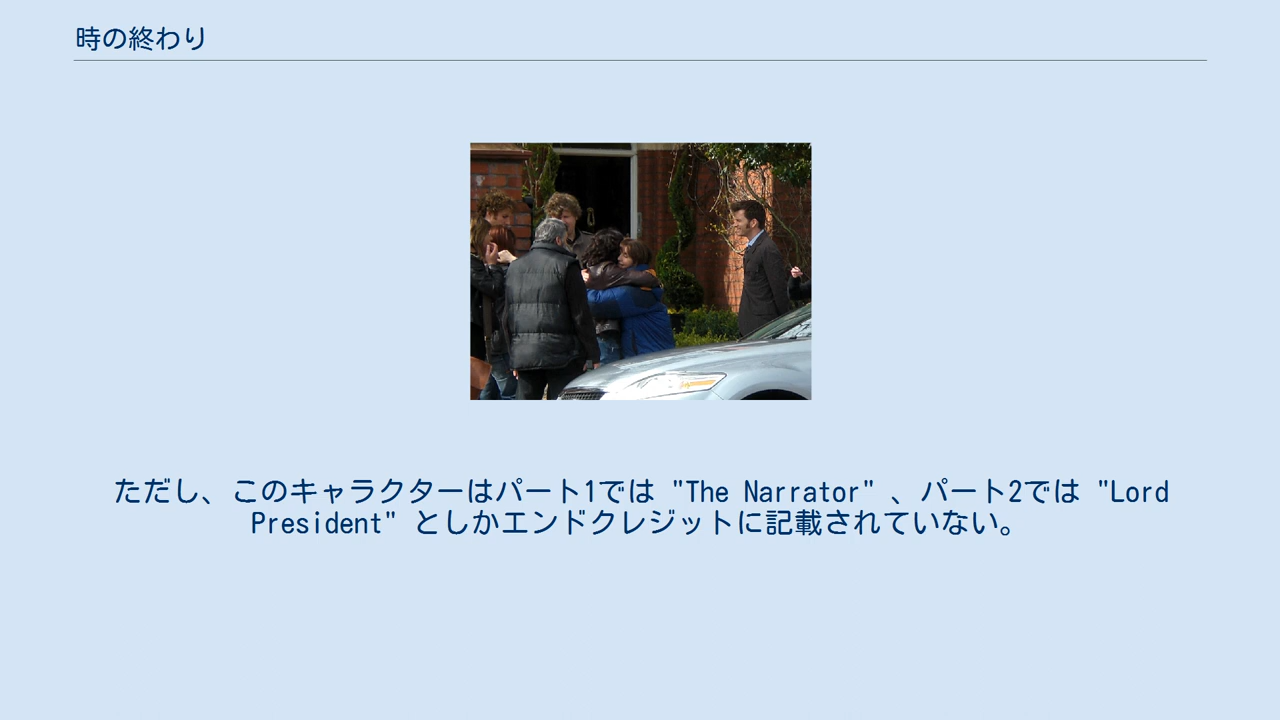 時の終わり
ただし、このキャラクターはパート1では "The Narrator" 、パート2では "Lord
President" としかエンドクレジットに記載されていない。